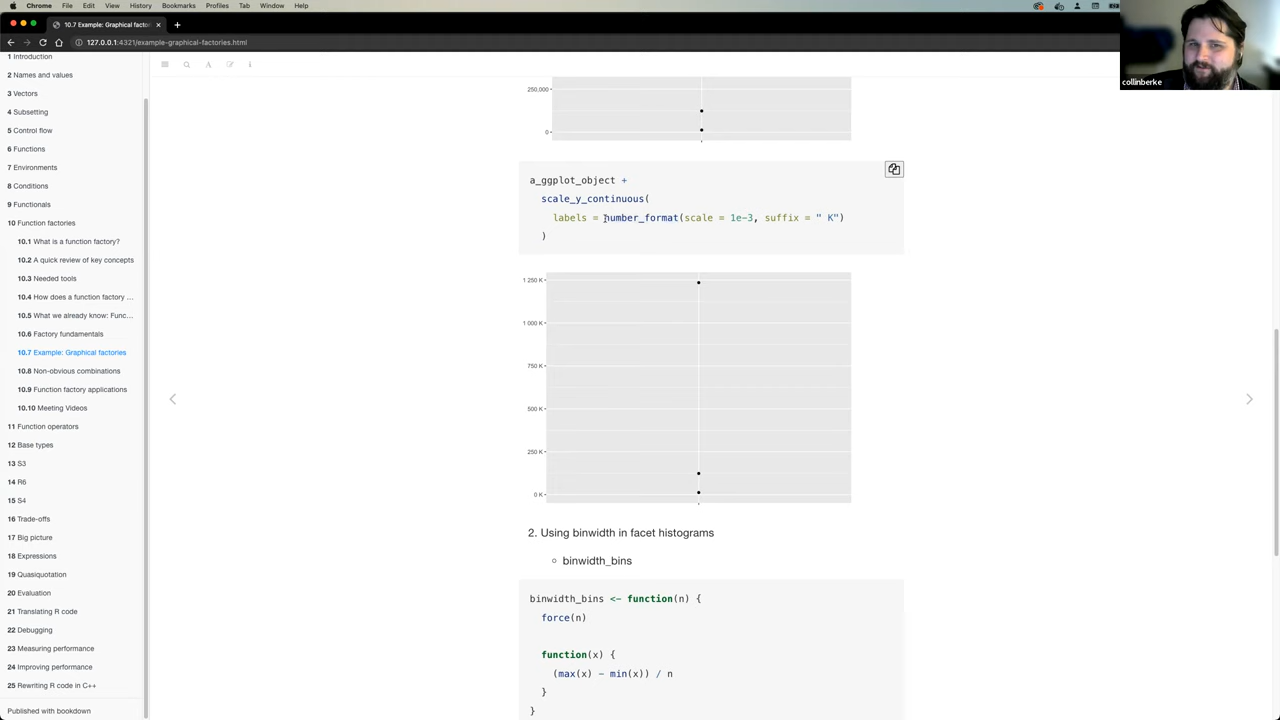 Chrome File Edit View History Bookmarks Profiles Tab Window Help
10.7 Example: Graphical factor
127.0.0.1:4321/example-graphical-factories.html
collinberke
1 Introduction
2 Names and values
3 Vectors
4 Subsetting
5 Control flow
6 Functions
7 Environments
8 Conditions
9 Functionals
10 Function factories
10.1 What is a function factory?
10.2 A quick review of key concepts
10.3 Needed tools
10.4 How does a function factory ...
10.5 What we already know: Func...
10.6 Factory fundamentals
10.7 Example: Graphical factories
10.8 Non-obvious combinations
10.9 Function factory applications
10.10 Meeting Videos
11 Function operators
12 Base types
13 S3
14 R6
15 S4
16 Trade-offs
17 Big picture
18 Expressions
19 Quasiquotation
20 Evaluation
21 Translating R code
22 Debugging
23 Measuring performance
24 Improving performance
25 Rewriting R code in C++
Published with bookdown
250,000
0
a_ggplot_object +
scale_y_continuous(
labels = number_format(scale = 1e-3, suffix = " K")
)
1 250 K
1 000 K
750 K
500 K
250 K
0 K
2. Using binwidth in facet histograms
binwidth_bins
binwidth_bins <- function(n) {
force(n)
function(x) {
(max(x) - min(x)) / n
}
}